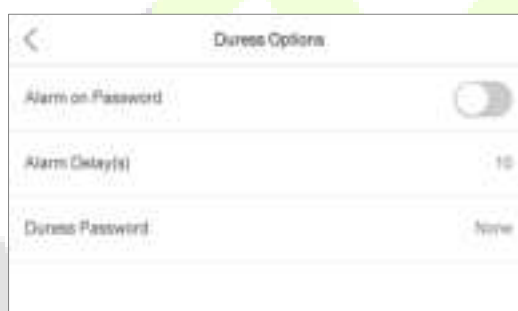 Duress Options
Alarm on Password
Alarm Delay(s) 10
Duress Password None